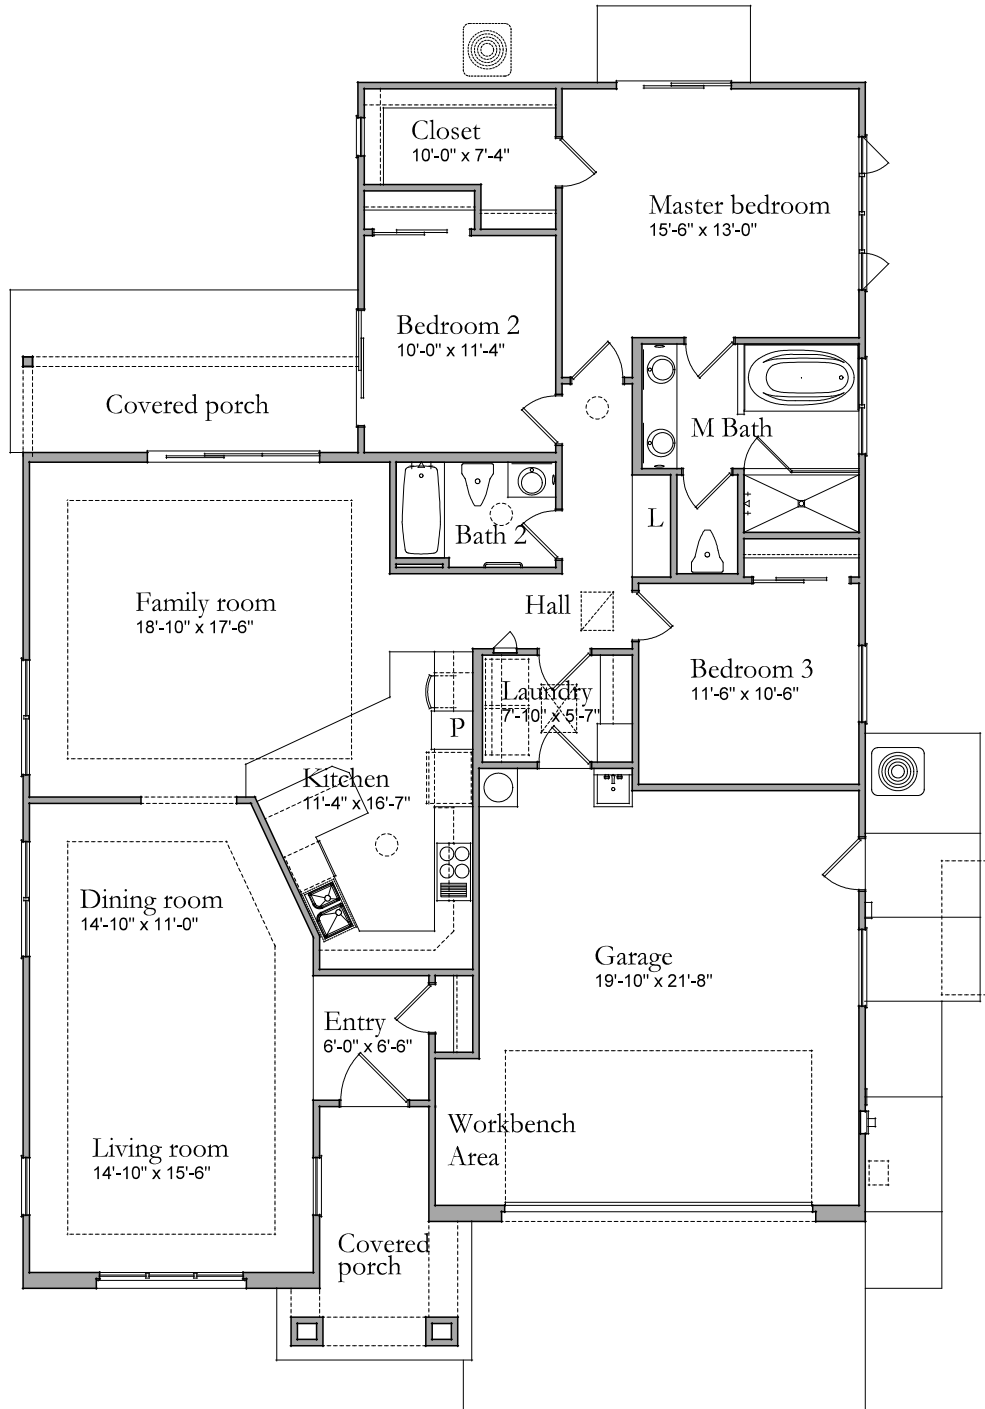 Closet
10'-0" x 7'-4"
Master bedroom
15'-6" x 13'-0"
Bedroom 2
10'-0" x 11'-4"
Covered porch
M Bath
L
Bath 2
Family room
18'-10" x 17'-6"
Hall
Bedroom 3
11'-6" x 10'-6"
Laundry
7'-10" x 5'-7"
P
Kitchen
11'-4" x 16'-7"
Dining room
14'-10" x 11'-0"
Garage
19'-10" x 21'-8"
Entry
6'-0" x 6'-6"
Workbench
Area
Living room
14'-10" x 15'-6"
Covered
porch